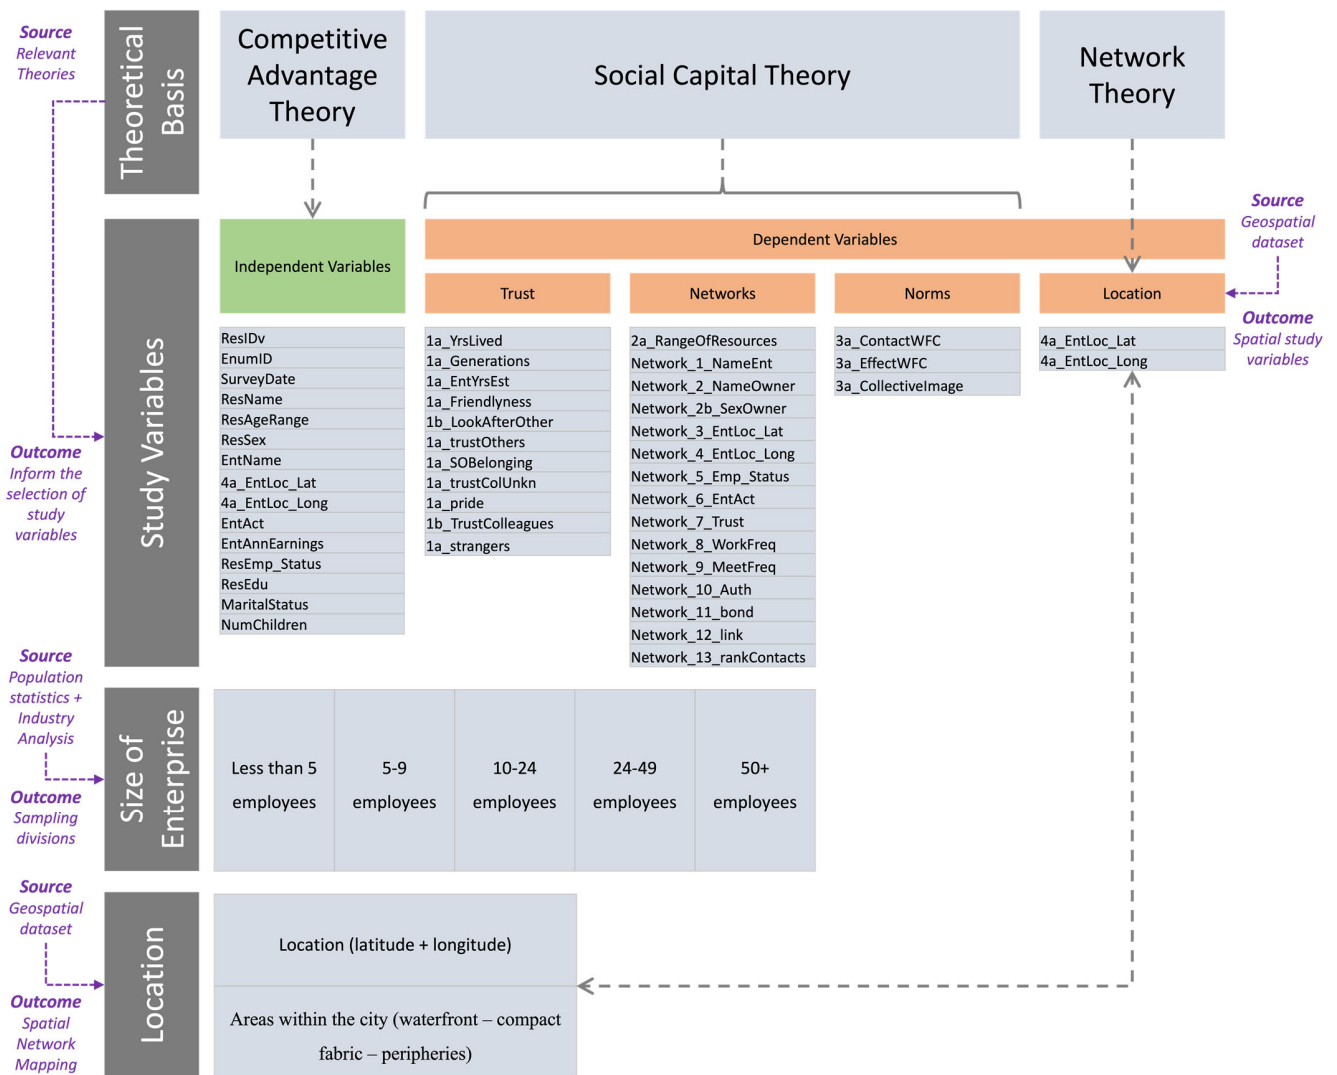 Source
Relevant
Theories
Theoretical
Basis
Competitive
Advantage
Theory
Social Capital Theory
Network
Theory
Source
Geospatial
dataset
Outcome
Spatial study
variables
Outcome
Inform the
selection of
study
variables
Study Variables
Independent Variables
Dependent Variables
Trust
Networks
Norms
Location
ResIDv
EnumID
SurveyDate
ResName
ResAgeRange
ResSex
EntName
4a_EntLoc_Lat
4a_EntLoc_Long
EntAct
EntAnnEarnings
ResEmp_Status
ResEdu
MaritalStatus
NumChildren
1a_YrsLived
1a_Generations
1a_EntYrsEst
1a_Friendlyness
1b_LookAfterOther
1a_trustOthers
1a_SOBelonging
1a_trustColUnkn
1a_pride
1b_TrustColleagues
1a_strangers
2a_RangeOfResources
Network_1_NameEnt
Network_2_NameOwner
Network_2b_SexOwner
Network_3_EntLoc_Lat
Network_4_EntLoc_Long
Network_5_Emp_Status
Network_6_EntAct
Network_7_Trust
Network_8_WorkFreq
Network_9_MeetFreq
Network_10_Auth
Network_11_bond
Network_12_link
Network_13_rankContacts
3a_ContactWFC
3a_EffectWFC
3a_CollectiveImage
4a_EntLoc_Lat
4a_EntLoc_Long
Source
Population
statistics +
Industry
Analysis
Outcome
Sampling
divisions
Size of
Enterprise
Less than 5
employees
5-9
employees
10-24
employees
24-49
employees
50+
employees
Source
Geospatial
dataset
Outcome
Spatial
Network
Mapping
Location
Location (latitude + longitude)
Areas within the city (waterfront – compact
fabric – peripheries)